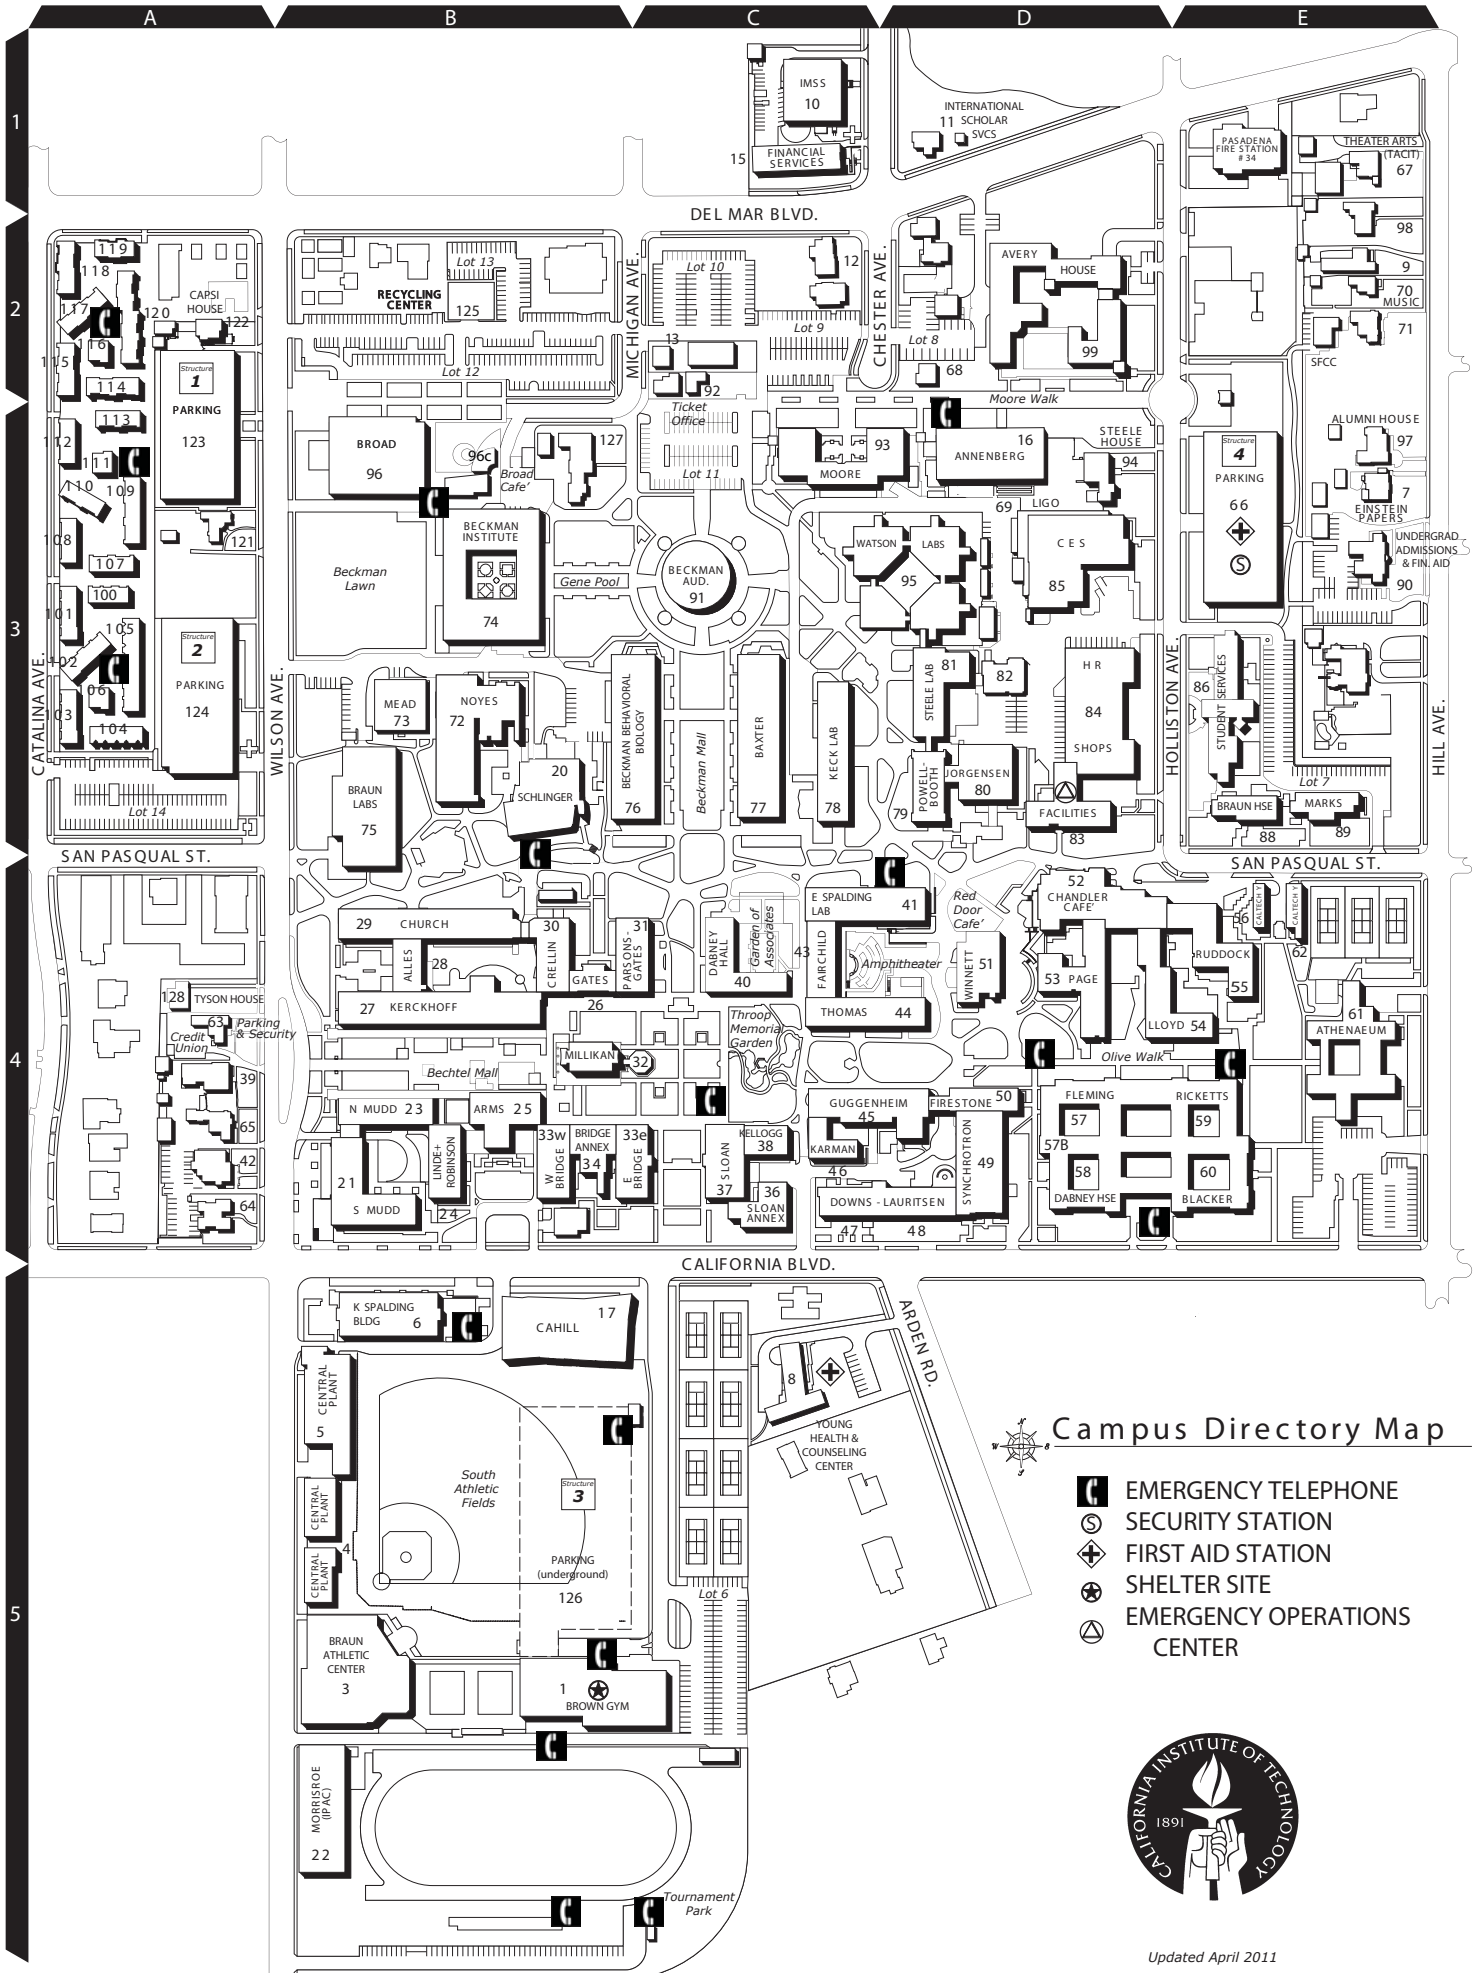 A
B
C
D
E
1
2
3
4
5
IMSS
10
15
FINANCIAL
SERVICES
INTERNATIONAL
11 SCHOLAR
SVCS
PASADENA
FIRE STATION
# 34
THEATER ARTS
(TACIT)
67
DEL MAR BLVD.
98
9
70
MUSIC
71
SFCC
119
118
117
120
116
115
114
113
112
111
110
109
108
107
100
101
105
102
06
103
104
CAPSI
HOUSE
122
Structure
1
PARKING
123
121
Structure
2
PARKING
124
Lot 14
CATALINA AVE.
WILSON AVE.
Lot 13
RECYCLING
CENTER
125
Lot 12
MICHIGAN AVE.
Lot 10
12
Lot 9
13
92
Ticket
Office
Lot 11
CHESTER AVE.
Lot 8
68
AVERY
HOUSE
99
Moore Walk
BROAD
96
96c
Broad
Cafe'
127
93
MOORE
16
ANNENBERG
STEELE
HOUSE
94
69
LIGO
Structure
4
PARKING
66
S
ALUMNI HOUSE
97
7
EINSTEIN
PAPERS
UNDERGRAD
ADMISSIONS
& FIN. AID
90
Beckman
Lawn
BECKMAN
INSTITUTE
74
Gene Pool
BECKMAN
AUD.
91
WATSON
LABS
95
C E S
85
MEAD
73
NOYES
72
BRAUN
LABS
75
20
SCHLINGER
BECKMAN BEHAVIORAL
BIOLOGY
76
Beckman Mall
BAXTER
77
KECK LAB
78
STEELE LAB
81
82
H R
84
SHOPS
POWELL-
BOOTH
79
JORGENSEN
80
FACILITIES
83
HOLLISTON AVE.
86
STUDENT SERVICES
Lot 7
BRAUN HSE
88
MARKS
89
HILL AVE.
SAN PASQUAL ST.
SAN PASQUAL ST.
128
TYSON HOUSE
63
Parking
& Security
Credit
Union
39
65
42
64
29
CHURCH
ALLES
28
27
KERCKHOFF
30
CRELLIN
GATES
26
31
PARSONS-
GATES
DABNEY
HALL
40
Garden of
Associates
43
E SPALDING
LAB
41
FAIRCHILD
Amphitheater
THOMAS
44
Red
Door
Cafe'
WINNETT
51
52
CHANDLER
CAFE'
53
PAGE
56
CALTECH Y
CALTECH Y
62
RUDDOCK
55
LLOYD
54
61
ATHENAEUM
Bechtel Mall
MILLIKAN
32
Throop
Memorial
Garden
Olive Walk
N MUDD 23
ARMS 25
21
S MUDD
LINDE+
ROBINSON
24
33w
W BRIDGE
BRIDGE
ANNEX
34
33e
E BRIDGE
SLOAN
37
KELLOGG
38
36
SLOAN
ANNEX
GUGGENHEIM
45
KARMAN
46
FIRESTONE
50
SYNCHROTRON
49
DOWNS - LAURITSEN
47
48
FLEMING
57
57B
RICKETTS
59
58
DABNEY HSE
60
BLACKER
CALIFORNIA BLVD.
K SPALDING
BLDG
6
CAHILL
17
ARDEN RD.
CENTRAL
PLANT
5
CENTRAL
PLANT
4
CENTRAL
PLANT
South
Athletic
Fields
Structure
3
PARKING
(underground)
126
8
YOUNG
HEALTH &
COUNSELING
CENTER
Lot 6
BRAUN
ATHLETIC
CENTER
3
1
BROWN GYM
MORRISROE
(IPAC)
22
Tournament
Park
N
W
S
Campus Directory Map
EMERGENCY TELEPHONE
S SECURITY STATION
FIRST AID STATION
SHELTER SITE
EMERGENCY OPERATIONS
CENTER
CALIFORNIA INSTITUTE OF TECHNOLOGY
1891
Updated April 2011